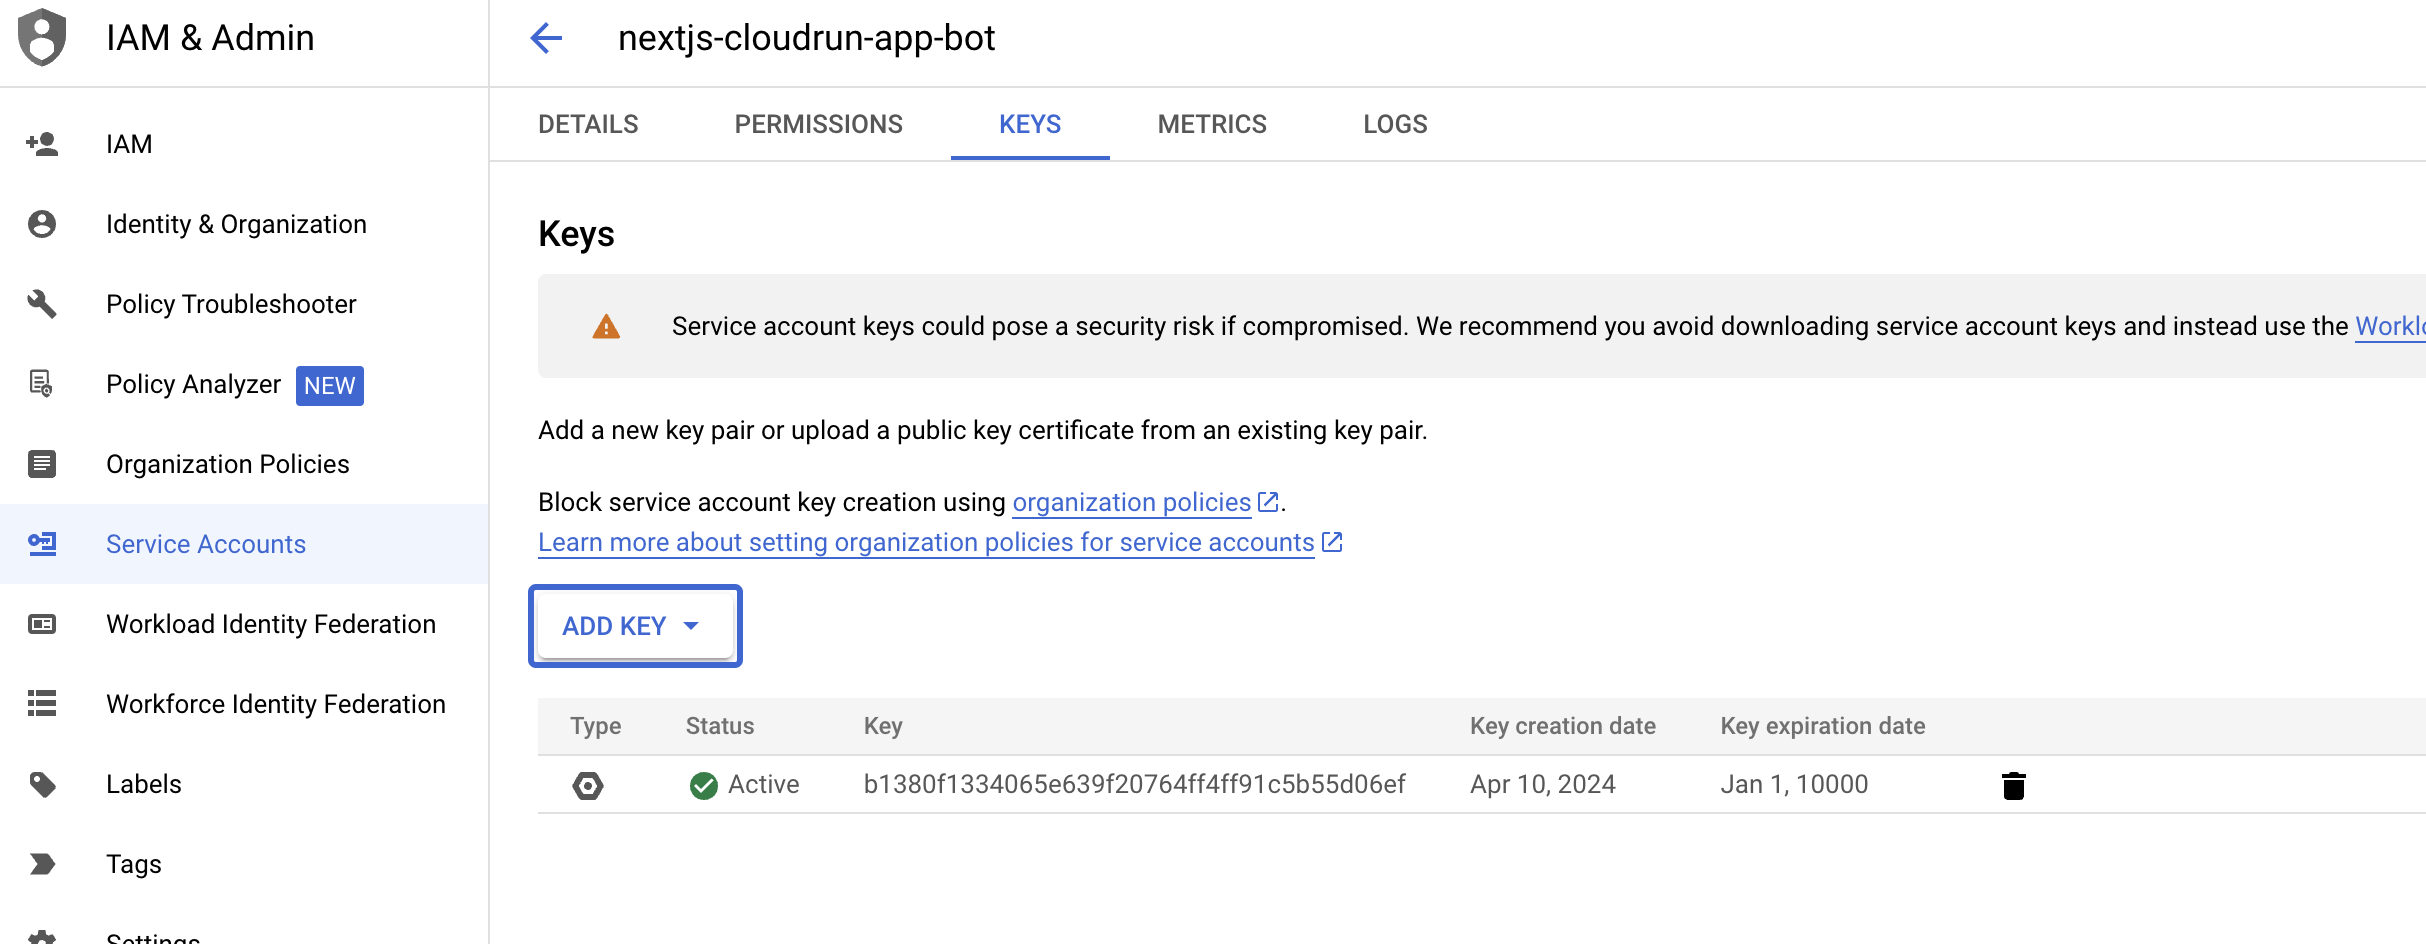 IAM & Admin
nextjs-cloudrun-app-bot
IAM
Identity & Organization
Policy Troubleshooter
Policy Analyzer NEW
Organization Policies
Service Accounts
Workload Identity Federation
Workforce Identity Federation
Labels
Tags
Settings
DETAILS PERMISSIONS KEYS METRICS LOGS
Keys
Service account keys could pose a security risk if compromised. We recommend you avoid downloading service account keys and instead use the
Add a new key pair or upload a public key certificate from an existing key pair.
Block service account key creation using organization policies.
Learn more about setting organization policies for service accounts
ADD KEY
Type Status Key Key creation date Key expiration date
Active b1380f1334065e639f20764ff4ff91c5b55d06ef Apr 10, 2024 Jan 1, 10000